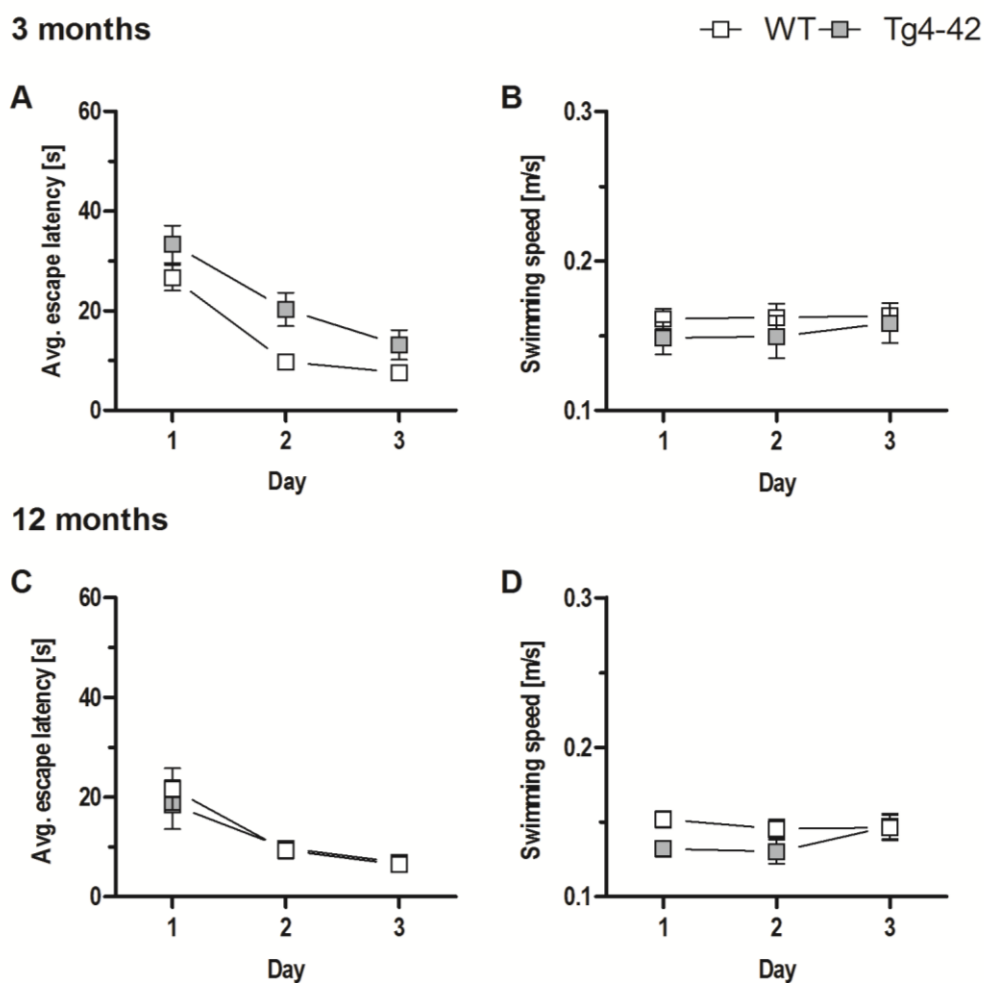 3 months
WT Tg4-42
A
B
60
40
20
0
Avg. escape latency [s]
1 2 3
Day
0.3
0.2
0.1
Swimming speed [m/s]
1 2 3
Day
12 months
C
D
60
40
20
0
Avg. escape latency [s]
1 2 3
Day
0.3
0.2
0.1
Swimming speed [m/s]
1 2 3
Day